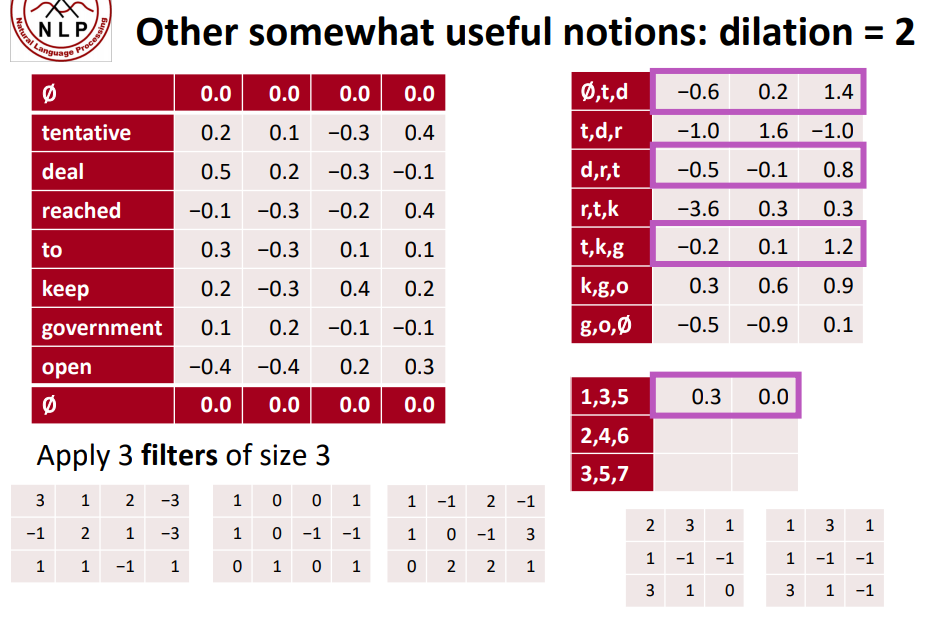 NLP
Natural Language Processing
Other somewhat useful notions: dilation = 2
Ø 0.0 0.0 0.0 0.0
tentative 0.2 0.1 −0.3 0.4
deal 0.5 0.2 −0.3 −0.1
reached −0.1 −0.3 −0.2 0.4
to 0.3 −0.3 0.1 0.1
keep 0.2 −0.3 0.4 0.2
government 0.1 0.2 −0.1 −0.1
open −0.4 −0.4 0.2 0.3
Ø 0.0 0.0 0.0 0.0
Apply 3 filters of size 3
3 1 2 −3
−1 2 1 −3
1 1 −1 1
1 0 0 1
1 0 −1 −1
0 1 0 1
1 −1 2 −1
1 0 −1 3
0 2 2 1
Ø,t,d −0.6 0.2 1.4
t,d,r −1.0 1.6 −1.0
d,r,t −0.5 −0.1 0.8
r,t,k −3.6 0.3 0.3
t,k,g −0.2 0.1 1.2
k,g,o 0.3 0.6 0.9
g,o,Ø −0.5 −0.9 0.1
1,3,5 0.3 0.0
2,4,6
3,5,7
2 3 1
1 −1 −1
3 1 0
1 3 1
1 −1 −1
3 1 −1